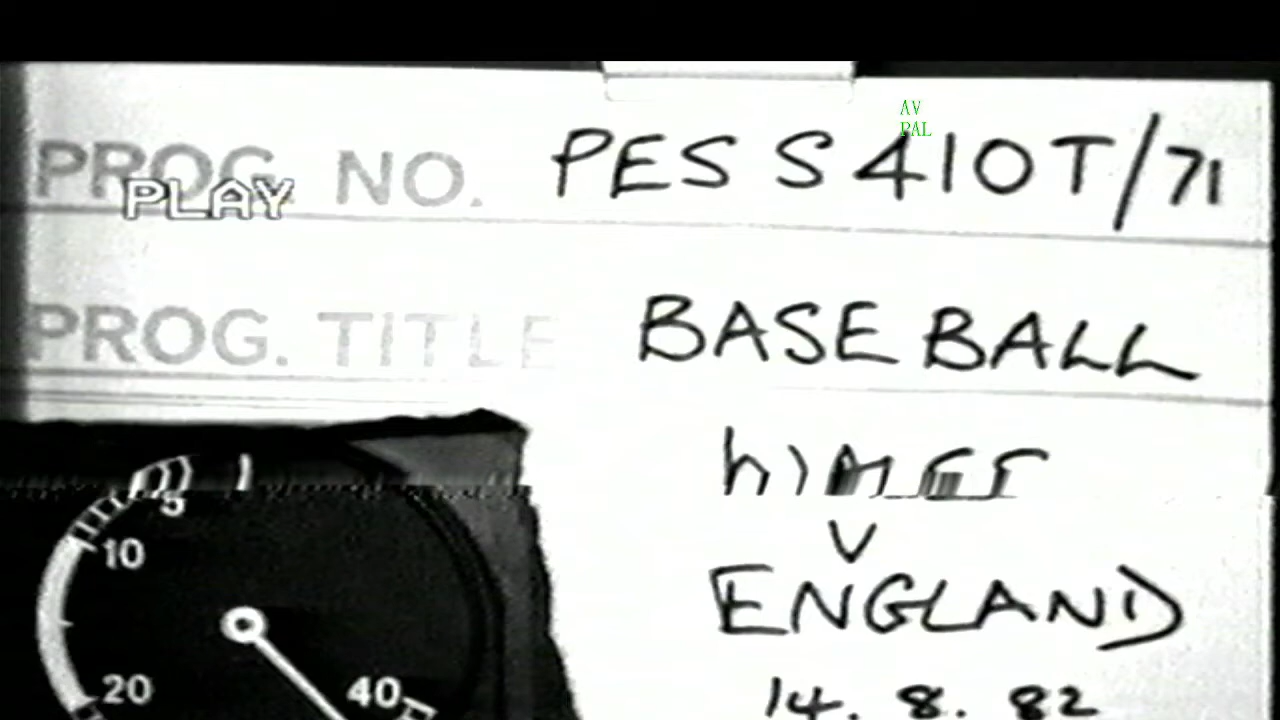 AV
PAL
PROG. NO. PES S410T/71
PLAY
PROG. TITLE BASEBALL
V
ENGLAND
14. 8. 82
5
10
20 40